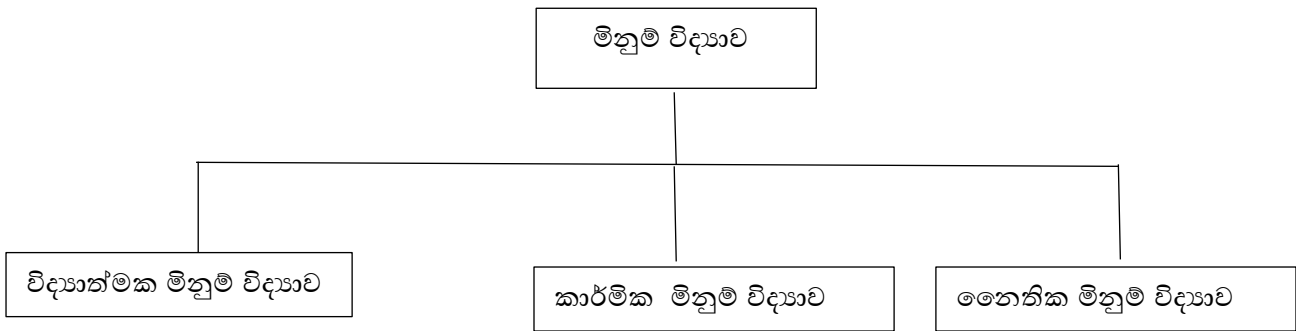 මිනුම් විද්‍යාව
විද්‍යාත්මක මිනුම් විද්‍යාව
කාර්මික මිනුම් විද්‍යාව
නෛතික මිනුම් විද්‍යාව